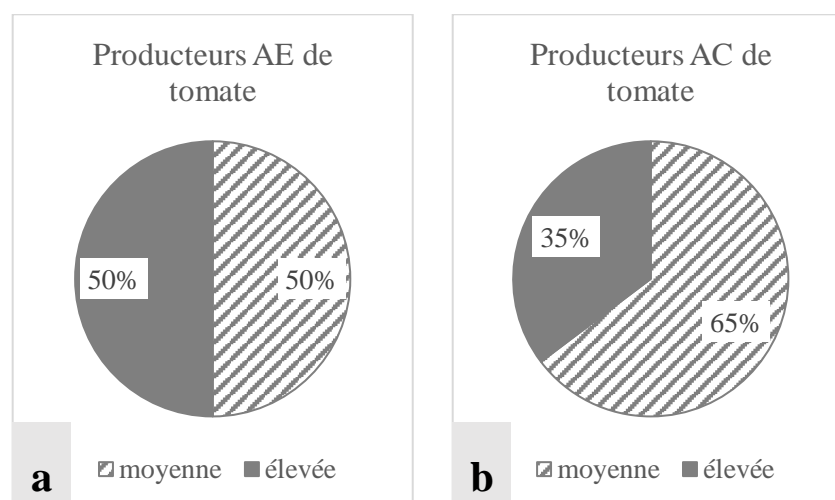 Producteurs AE de
tomate
50%
50%
a
moyenne élevée
Producteurs AC de
tomate
35%
65%
b
moyenne élevée